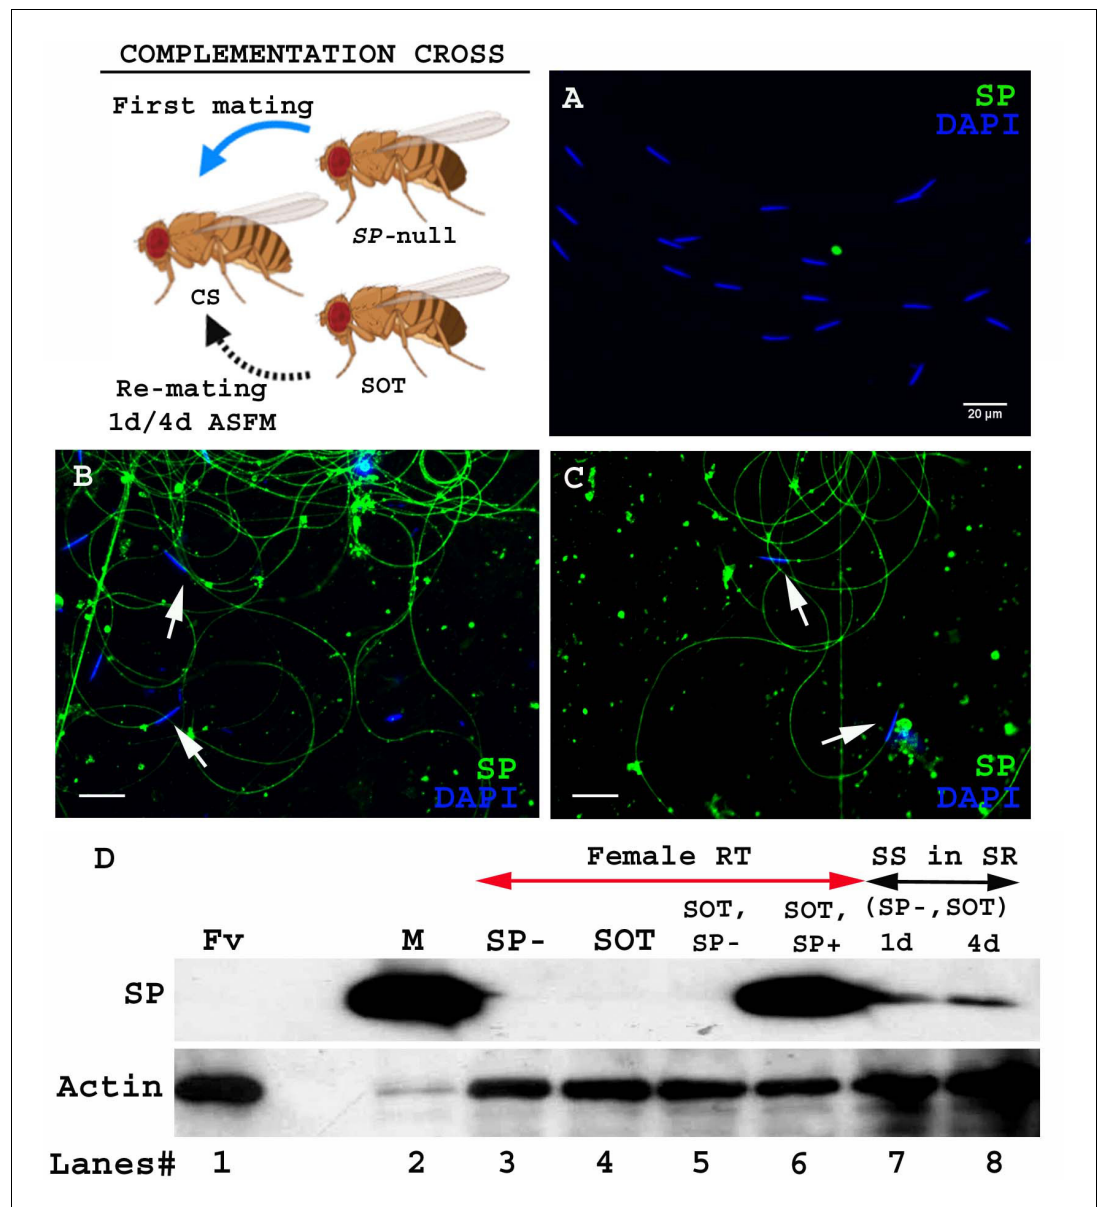 COMPLEMENTATION CROSS
First mating
SP-null
CS
SOT
Re-mating
1d/4d ASFM
A
SP
DAPI
20 µm
B
SP
DAPI
C
SP
DAPI
D
Female RT
SS in SR
SOT, SOT, (SP-,SOT)
Fv M SP- SOT SP- SP+ 1d 4d
SP
Actin
Lanes# 1 2 3 4 5 6 7 8